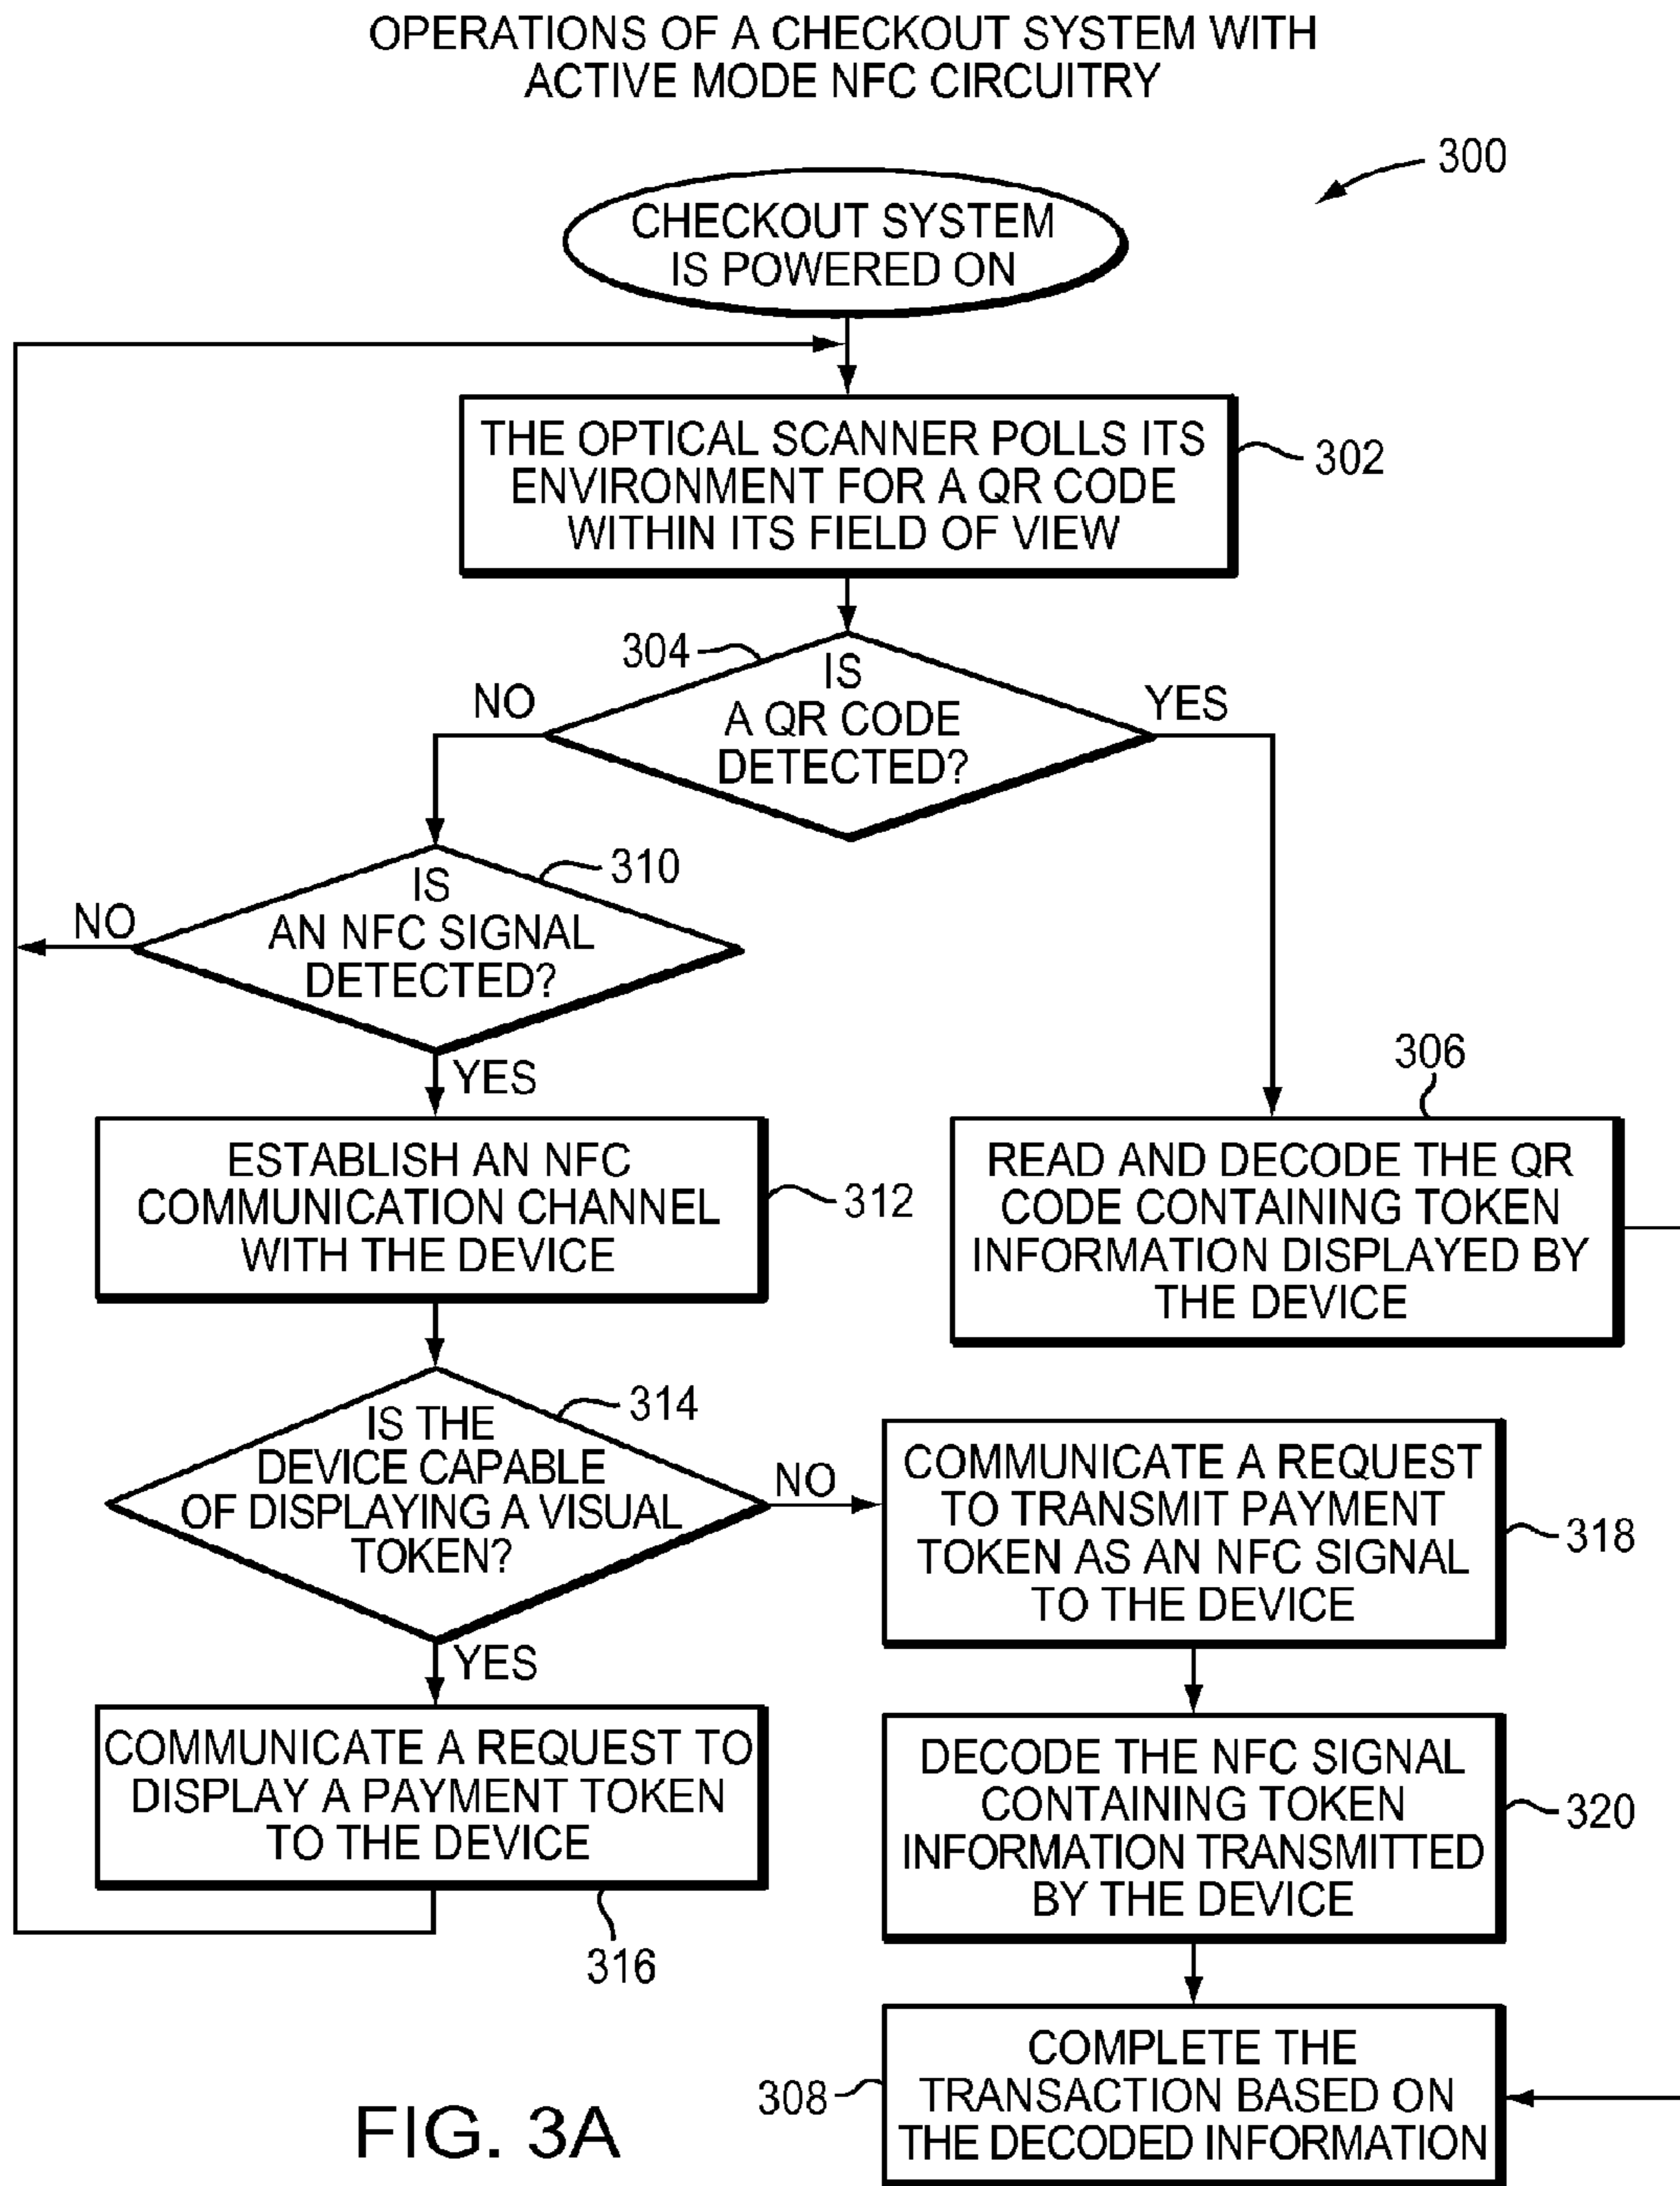 OPERATIONS OF A CHECKOUT SYSTEM WITH
ACTIVE MODE NFC CIRCUITRY
300
CHECKOUT SYSTEM
IS POWERED ON
THE OPTICAL SCANNER POLLS ITS
ENVIRONMENT FOR A QR CODE
WITHIN ITS FIELD OF VIEW
302
304
IS
A QR CODE
DETECTED?
NO
YES
310
IS
AN NFC SIGNAL
DETECTED?
NO
YES
306
ESTABLISH AN NFC
COMMUNICATION CHANNEL
WITH THE DEVICE
312
READ AND DECODE THE QR
CODE CONTAINING TOKEN
INFORMATION DISPLAYED BY
THE DEVICE
314
IS THE
DEVICE CAPABLE
OF DISPLAYING A VISUAL
TOKEN?
NO
YES
COMMUNICATE A REQUEST
TO TRANSMIT PAYMENT
TOKEN AS AN NFC SIGNAL
TO THE DEVICE
318
COMMUNICATE A REQUEST TO
DISPLAY A PAYMENT TOKEN
TO THE DEVICE
316
DECODE THE NFC SIGNAL
CONTAINING TOKEN
INFORMATION TRANSMITTED
BY THE DEVICE
320
308
COMPLETE THE
TRANSACTION BASED ON
THE DECODED INFORMATION
FIG. 3A